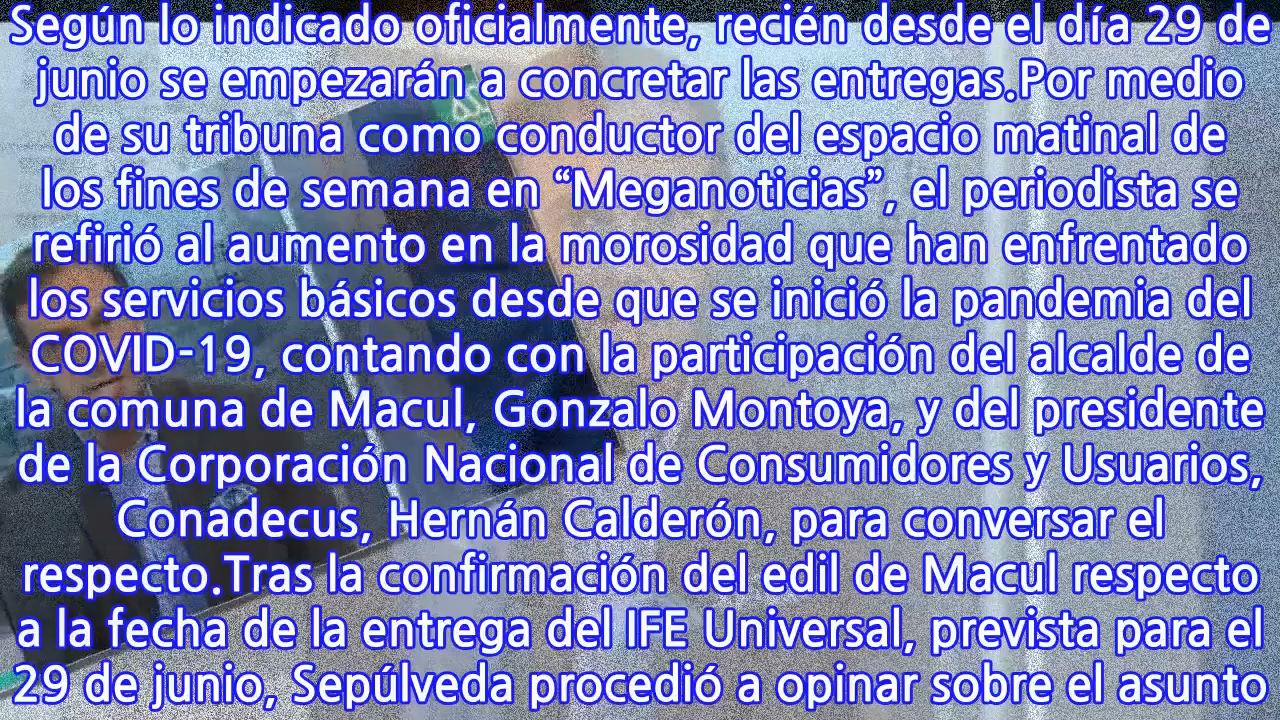 Según lo indicado oficialmente, recién desde el día 29 de
junio se empezarán a concretar las entregas.Por medio
de su tribuna como conductor del espacio matinal de
los fines de semana en “Meganoticias”, el periodista se
refirió al aumento en la morosidad que han enfrentado
los servicios básicos desde que se inició la pandemia del
COVID-19, contando con la participación del alcalde de
la comuna de Macul, Gonzalo Montoya, y del presidente
de la Corporación Nacional de Consumidores y Usuarios,
Conadecus, Hernán Calderón, para conversar el
respecto.Tras la confirmación del edil de Macul respecto
a la fecha de la entrega del IFE Universal, prevista para el
29 de junio, Sepúlveda procedió a opinar sobre el asunto